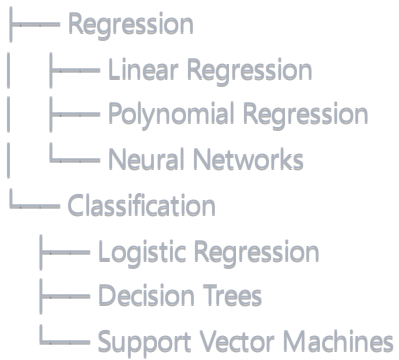 ├── Regression
│   ├── Linear Regression
│   ├── Polynomial Regression
│   └── Neural Networks
└── Classification
    ├── Logistic Regression
    ├── Decision Trees
    └── Support Vector Machines